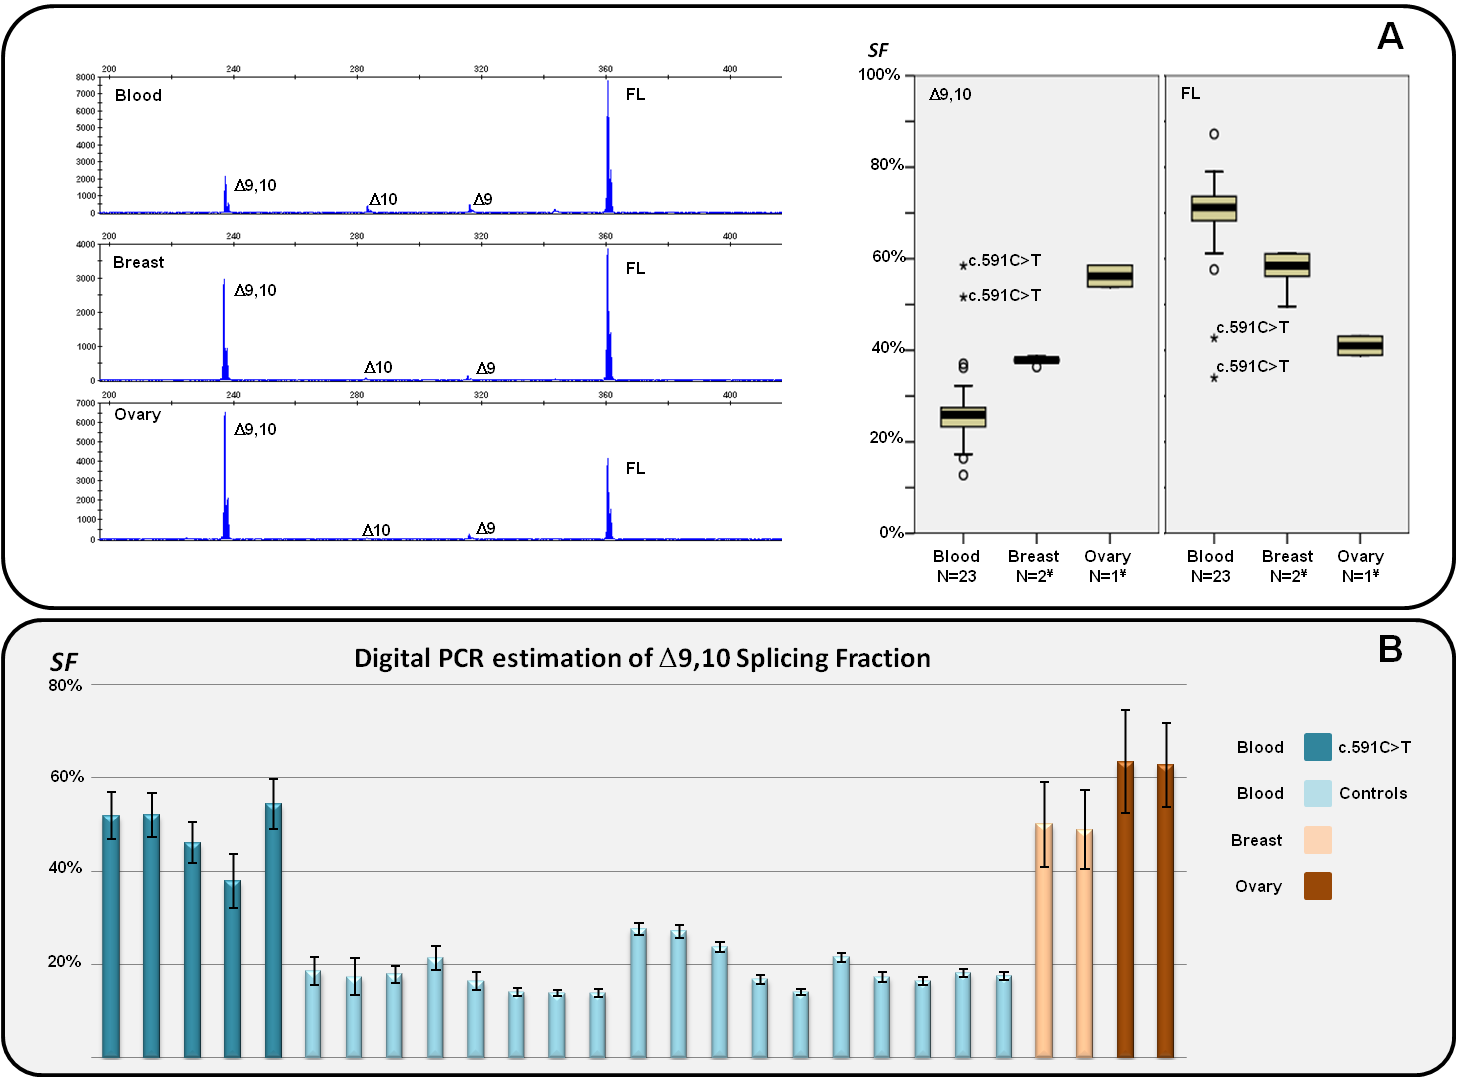 A
200 240 280 320 360 400
8000
7000
6000
5000
4000
3000
2000
1000
0
Blood
FL
Δ9,10
Δ10
Δ9
200 240 280 320 360 400
4000
3000
2000
1000
0
Breast
FL
Δ9,10
Δ10
Δ9
200 240 280 320 360 400
7000
6000
5000
4000
3000
2000
1000
0
Ovary
Δ9,10
FL
Δ10
Δ9
SF
100%
80%
60%
40%
20%
0%
Δ9,10
c.591C>T
c.591C>T
FL
c.591C>T
c.591C>T
Blood Breast Ovary Blood Breast Ovary
N=23 N=2¥ N=1¥ N=23 N=2¥ N=1¥
B
SF
Digital PCR estimation of Δ9,10 Splicing Fraction
80%
60%
40%
20%
Blood c.591C>T
Blood Controls
Breast
Ovary